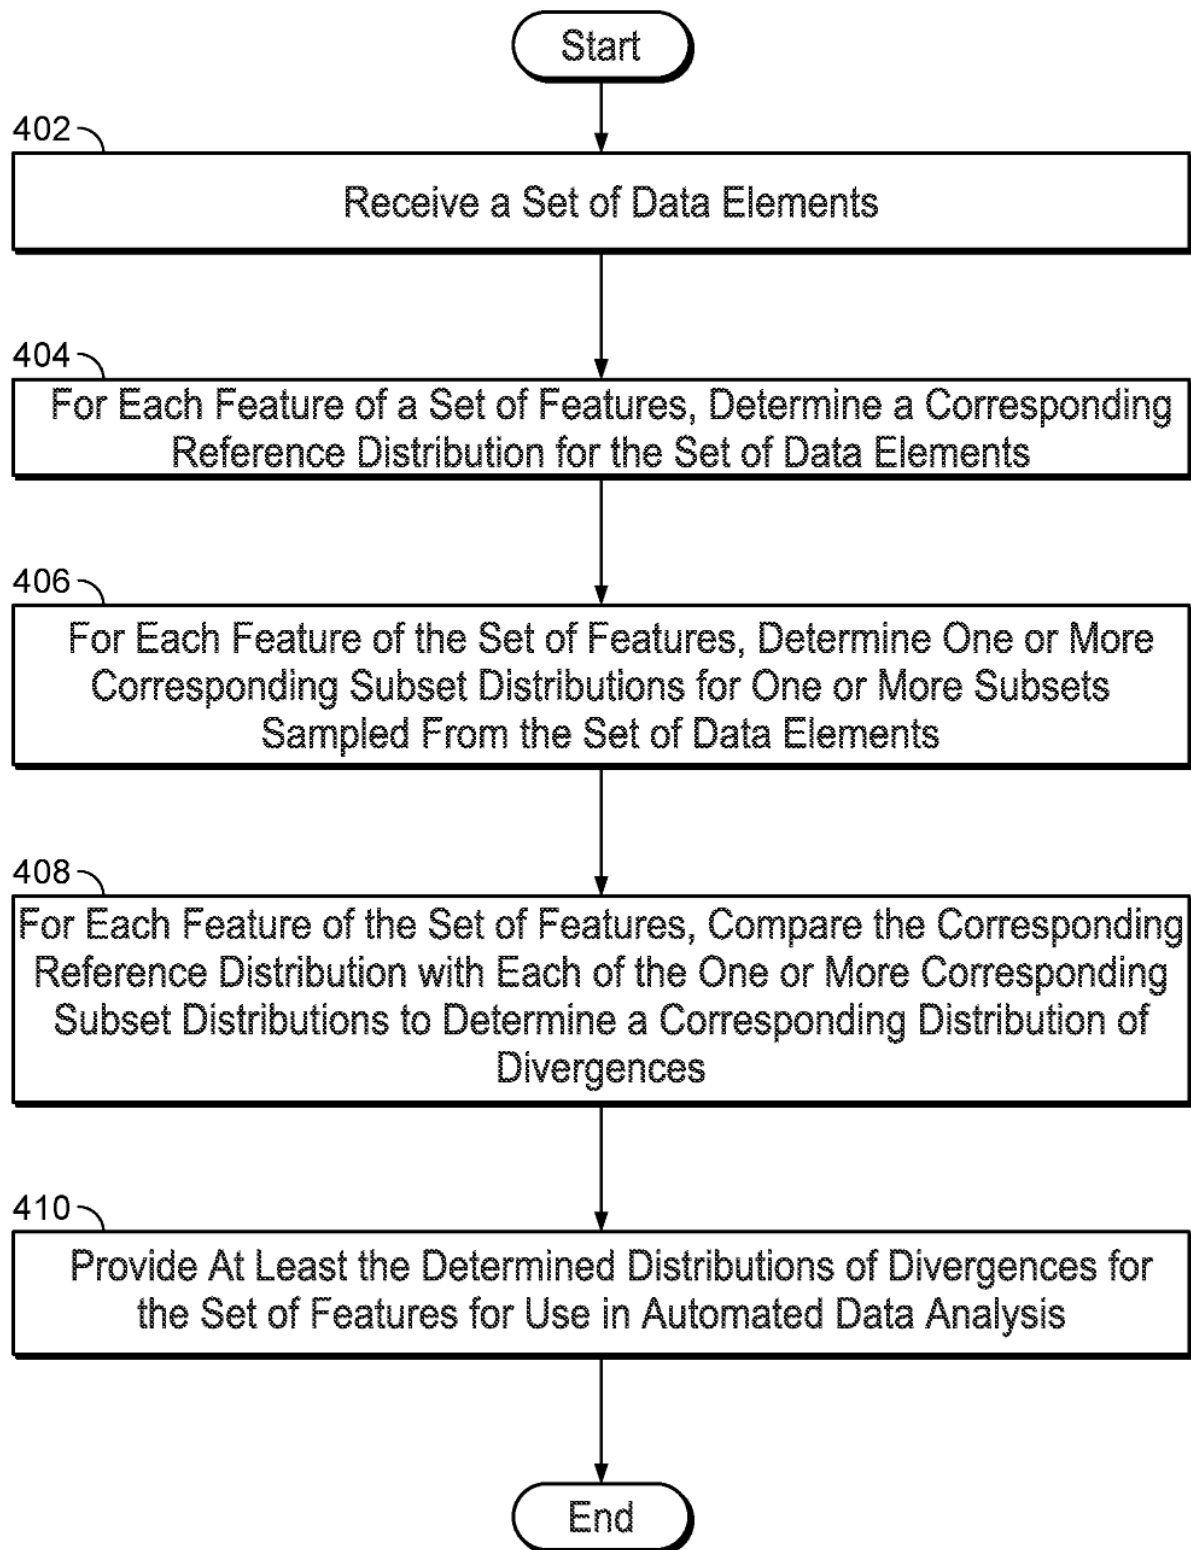 Start
402
Receive a Set of Data Elements
404
For Each Feature of a Set of Features, Determine a Corresponding
Reference Distribution for the Set of Data Elements
406
For Each Feature of the Set of Features, Determine One or More
Corresponding Subset Distributions for One or More Subsets
Sampled From the Set of Data Elements
408
For Each Feature of the Set of Features, Compare the Corresponding
Reference Distribution with Each of the One or More Corresponding
Subset Distributions to Determine a Corresponding Distribution of
Divergences
410
Provide At Least the Determined Distributions of Divergences for
the Set of Features for Use in Automated Data Analysis
End